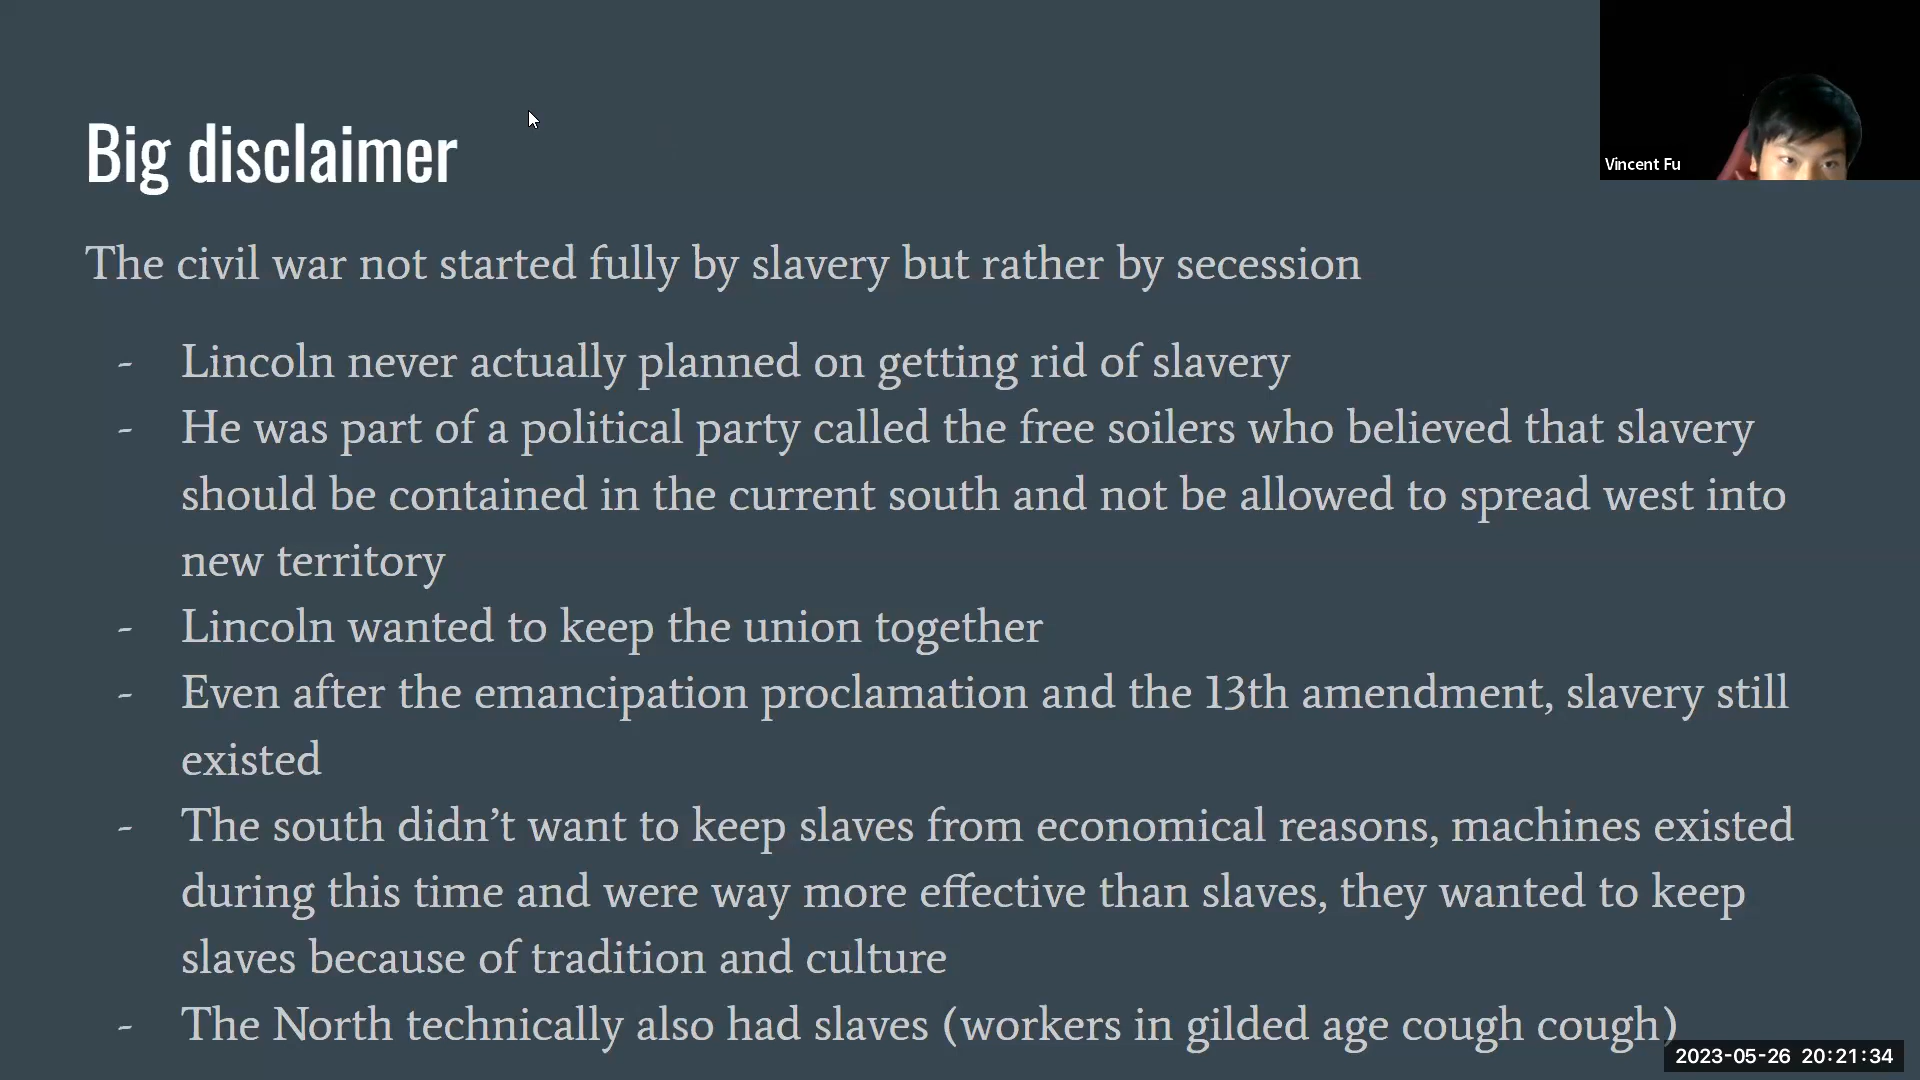 Big disclaimer
Vincent Fu
The civil war not started fully by slavery but rather by secession
- Lincoln never actually planned on getting rid of slavery
- He was part of a political party called the free soilers who believed that slavery
should be contained in the current south and not be allowed to spread west into
new territory
- Lincoln wanted to keep the union together
- Even after the emancipation proclamation and the 13th amendment, slavery still
existed
- The south didn’t want to keep slaves from economical reasons, machines existed
during this time and were way more effective than slaves, they wanted to keep
slaves because of tradition and culture
- The North technically also had slaves (workers in gilded age cough cough)
2023-05-26 20:21:34